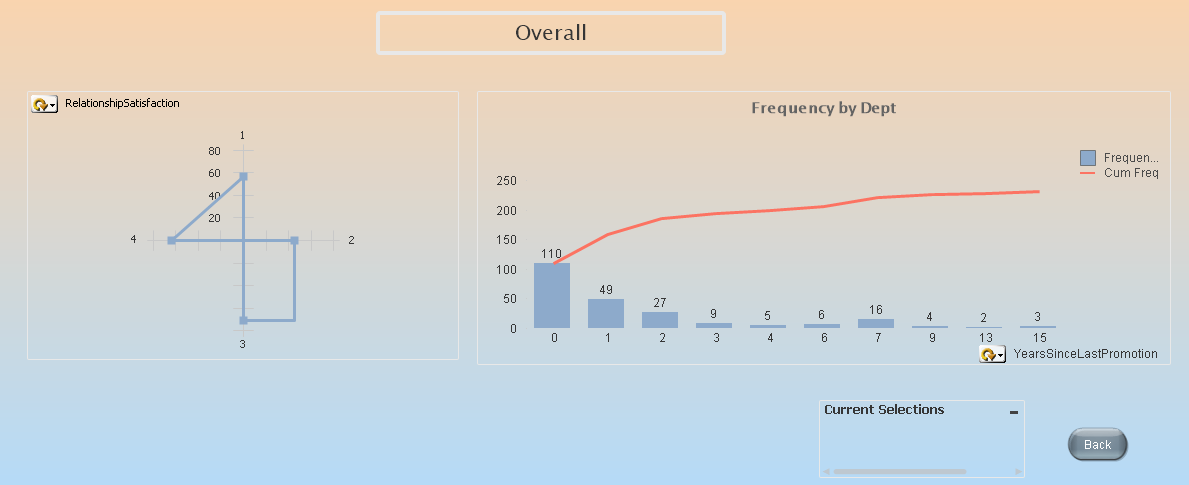 Overall
RelationshipSatisfaction
1
80
60
40
20
4
2
3
Frequency by Dept
Frequen...
Cum Freq
250
200
150
100
50
0
110
49
27
9
5
6
16
4
2
3
0 1 2 3 4 6 7 9 13 15
YearsSinceLastPromotion
Current Selections
Back